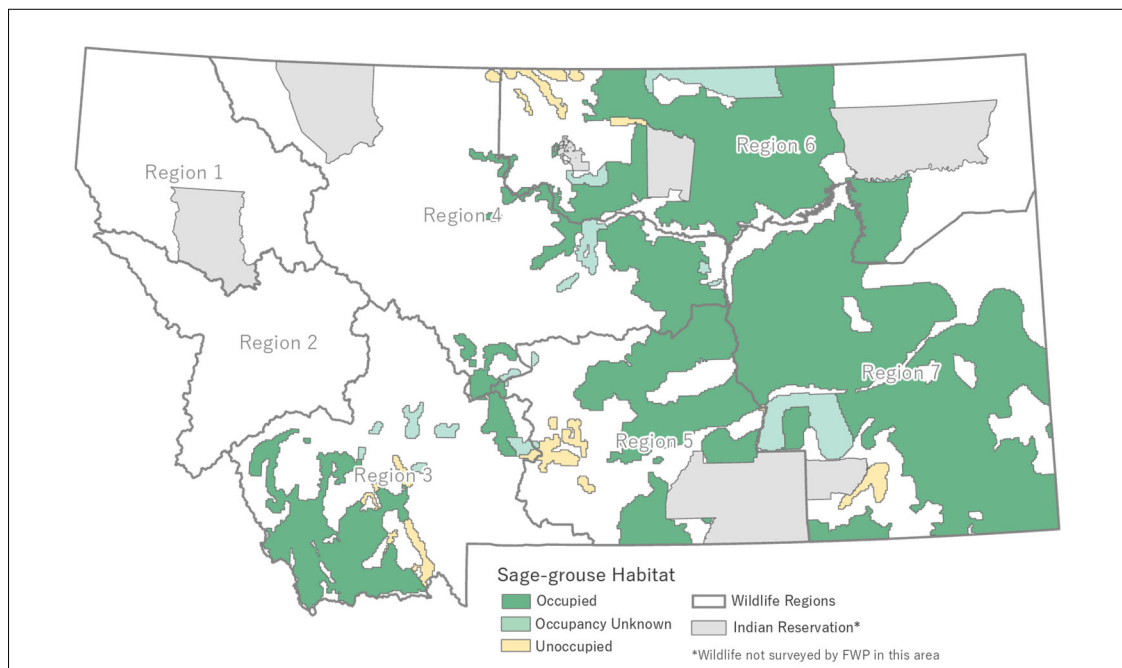 Region 6
Region 1
Region 4
Region 2
Region 7
Region 5
Region 3
Sage-grouse Habitat
Occupied
Occupancy Unknown
Unoccupied
Wildlife Regions
Indian Reservation*
*Wildlife not surveyed by FWP in this area